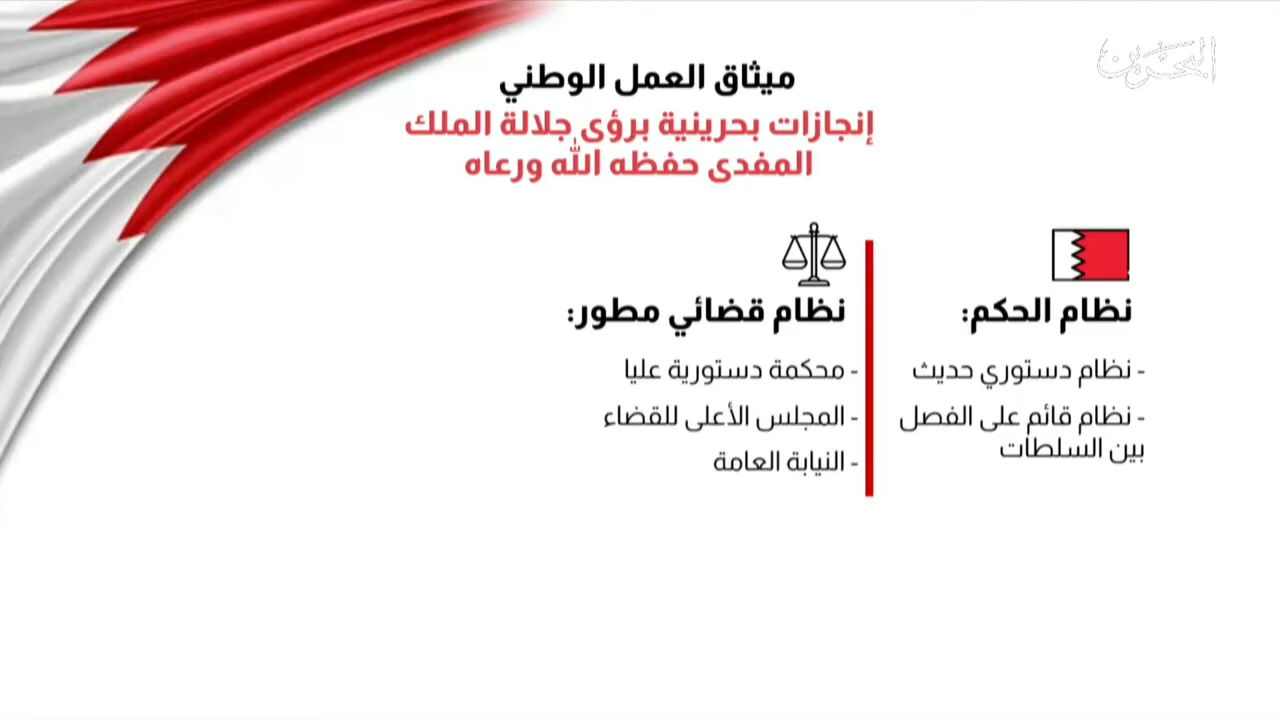 البحرين
ميثاق العمل الوطني
إنجازات بحرينية برؤى جلالة الملك
المفدى حفظه الله ورعاه
نظام الحكم:
- نظام دستوري حديث
- نظام قائم على الفصل
بين السلطات
نظام قضائي مطور:
- محكمة دستورية عليا
- المجلس الأعلى للقضاء
- النيابة العامة